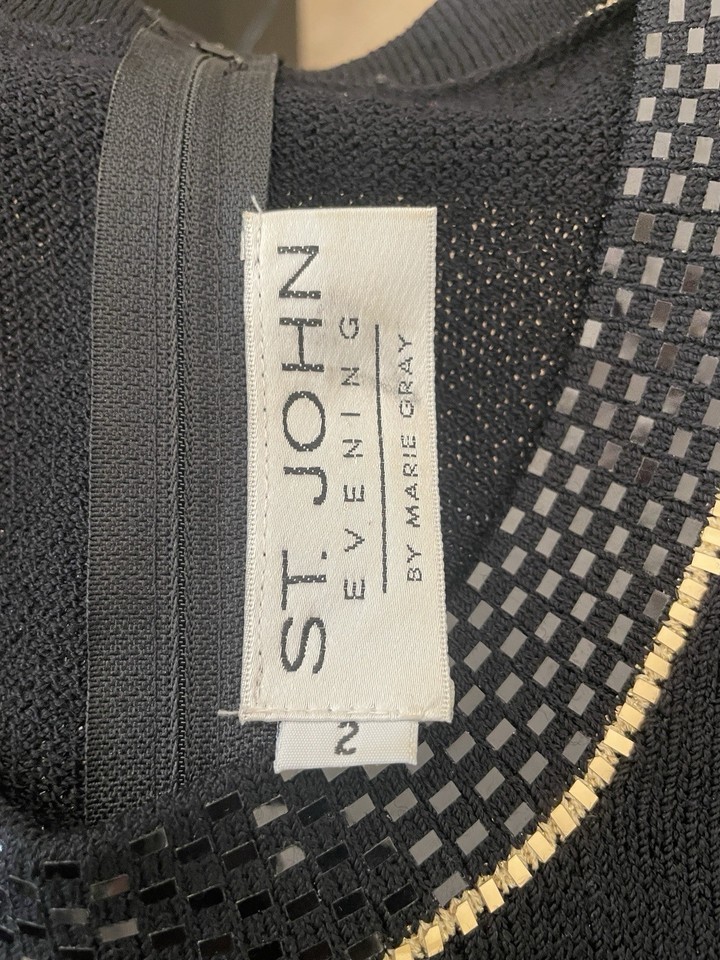 ST. JOHN
EVENING
BY MARIE GRAY
2